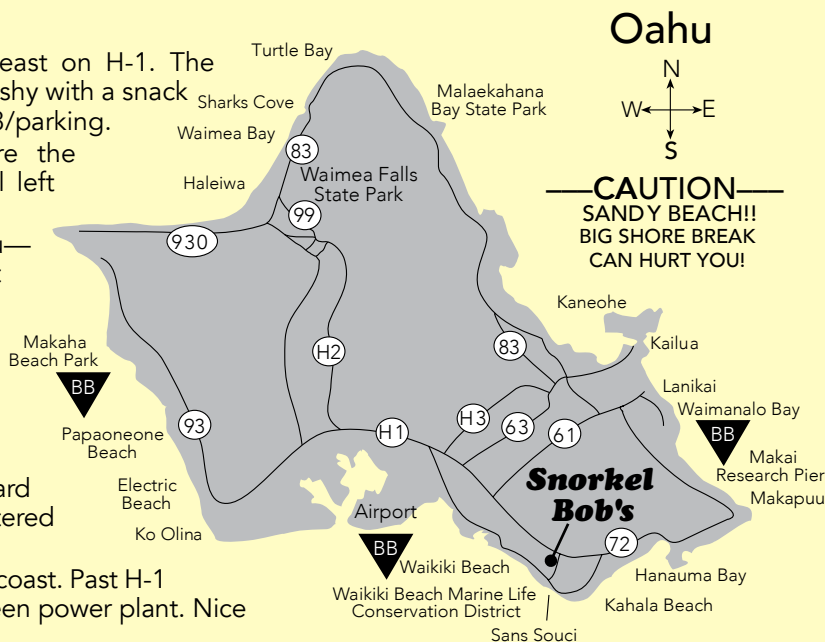 east on H-1. The
shy with a snack
/parking.
re the
left
Oahu
N
W E
S
CAUTION
SANDY BEACH!!
BIG SHORE BREAK
CAN HURT YOU!
Turtle Bay
Sharks Cove
Waimea Bay
Haleiwa
Malaekahana
Bay State Park
83
Waimea Falls
State Park
99
930
Makaha
Beach Park
BB
Papaoneone
Beach
93
Electric
Beach
Ko Olina
H2
H1
H3
63
61
83
Kaneohe
Kailua
Lanikai
Waimanalo Bay
BB
Makai
Research Pier
Makapuu
Snorkel
Bob's
72
Airport
BB
Waikiki Beach
Waikiki Beach Marine Life
Conservation District
Sans Souci
Hanauma Bay
Kahala Beach
ard
tered
coast. Past H-1
een power plant. Nice